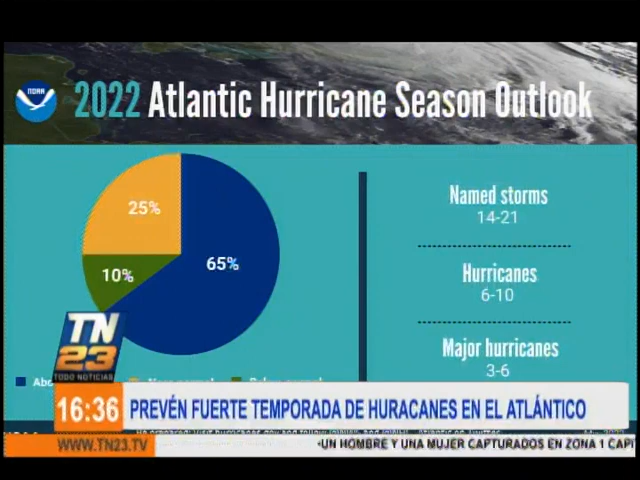 NOAA
2022 Atlantic Hurricane Season Outlook
25%
65%
10%
Named storms
14-21
Hurricanes
6-10
Major hurricanes
3-6
TN
23
TODO NOTICIAS
16:36
PREVÉN FUERTE TEMPORADA DE HURACANES EN EL ATLÁNTICO
WWW.TN23.TV
UN HOMBRE Y UNA MUJER CAPTURADOS EN ZONA 1 CAPI